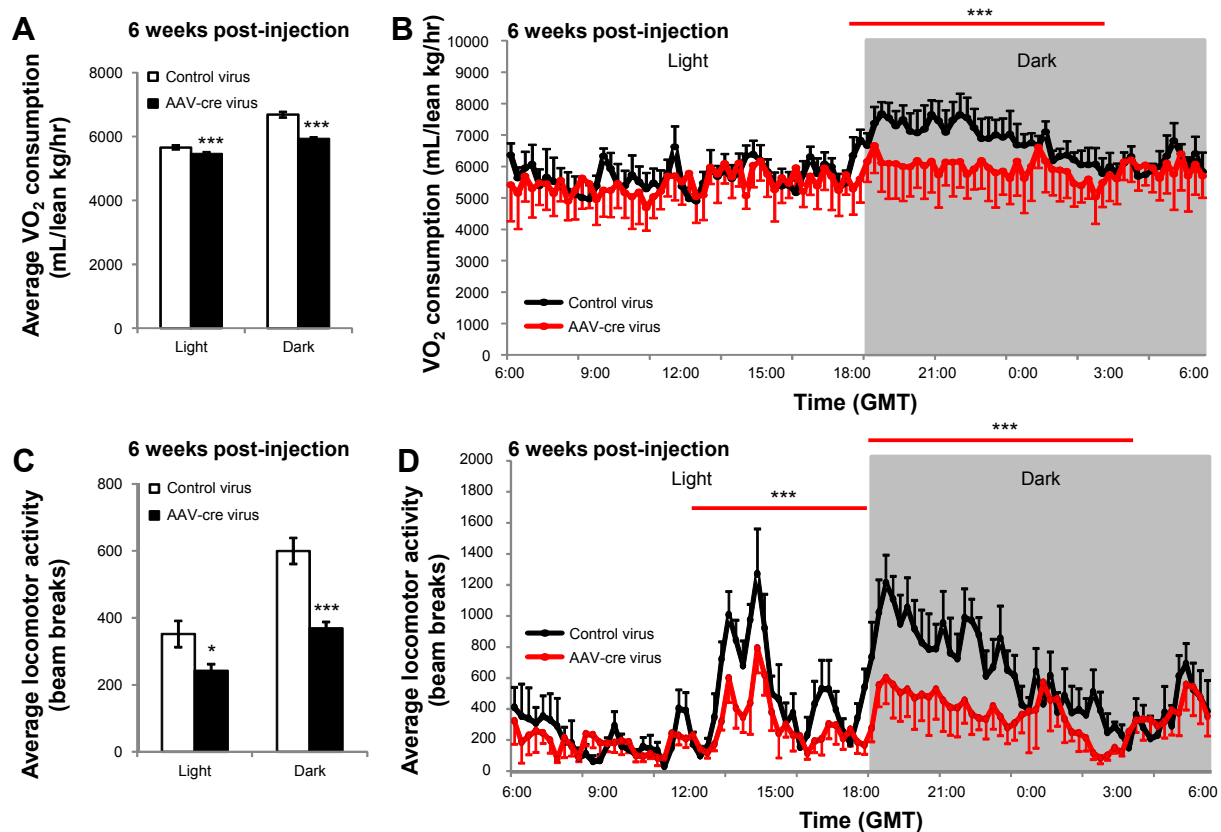 A
6 weeks post-injection
Control virus
AAV-cre virus
Average VO2 consumption
(mL/lean kg/hr)
8000
6000
4000
2000
0
***
***
Light
Dark
B
6 weeks post-injection
***
Light
Dark
VO2 consumption (mL/lean kg/hr)
10000
9000
8000
7000
6000
5000
4000
3000
2000
1000
0
Control virus
AAV-cre virus
6:00 9:00 12:00 15:00 18:00 21:00 0:00 3:00 6:00
Time (GMT)
C
6 weeks post-injection
Control virus
AAV-cre virus
Average locomotor activity
(beam breaks)
800
600
400
200
0
*
***
Light
Dark
D
6 weeks post-injection
***
Light
Dark
***
Average locomotor activity
(beam breaks)
2000
1800
1600
1400
1200
1000
800
600
400
200
0
Control virus
AAV-cre virus
6:00 9:00 12:00 15:00 18:00 21:00 0:00 3:00 6:00
Time (GMT)